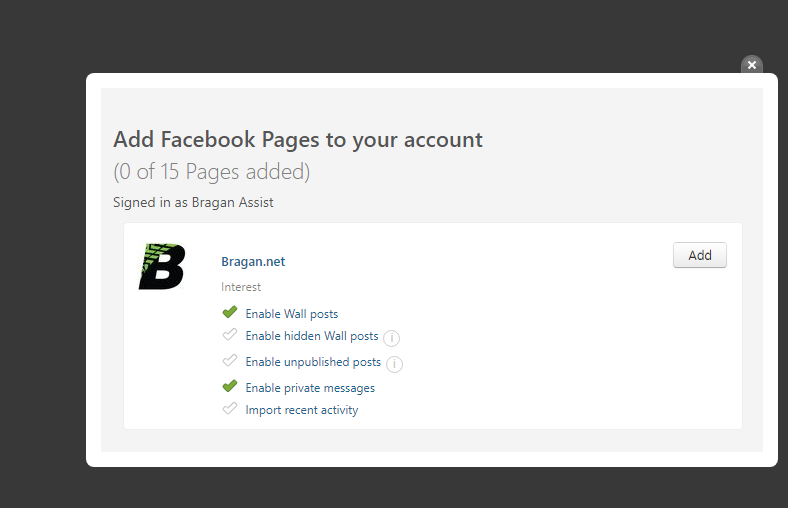 Add Facebook Pages to your account
(0 of 15 Pages added)
Signed in as Bragan Assist
B
Bragan.net
Add
Interest
Enable Wall posts
Enable hidden Wall posts i
Enable unpublished posts i
Enable private messages
Import recent activity